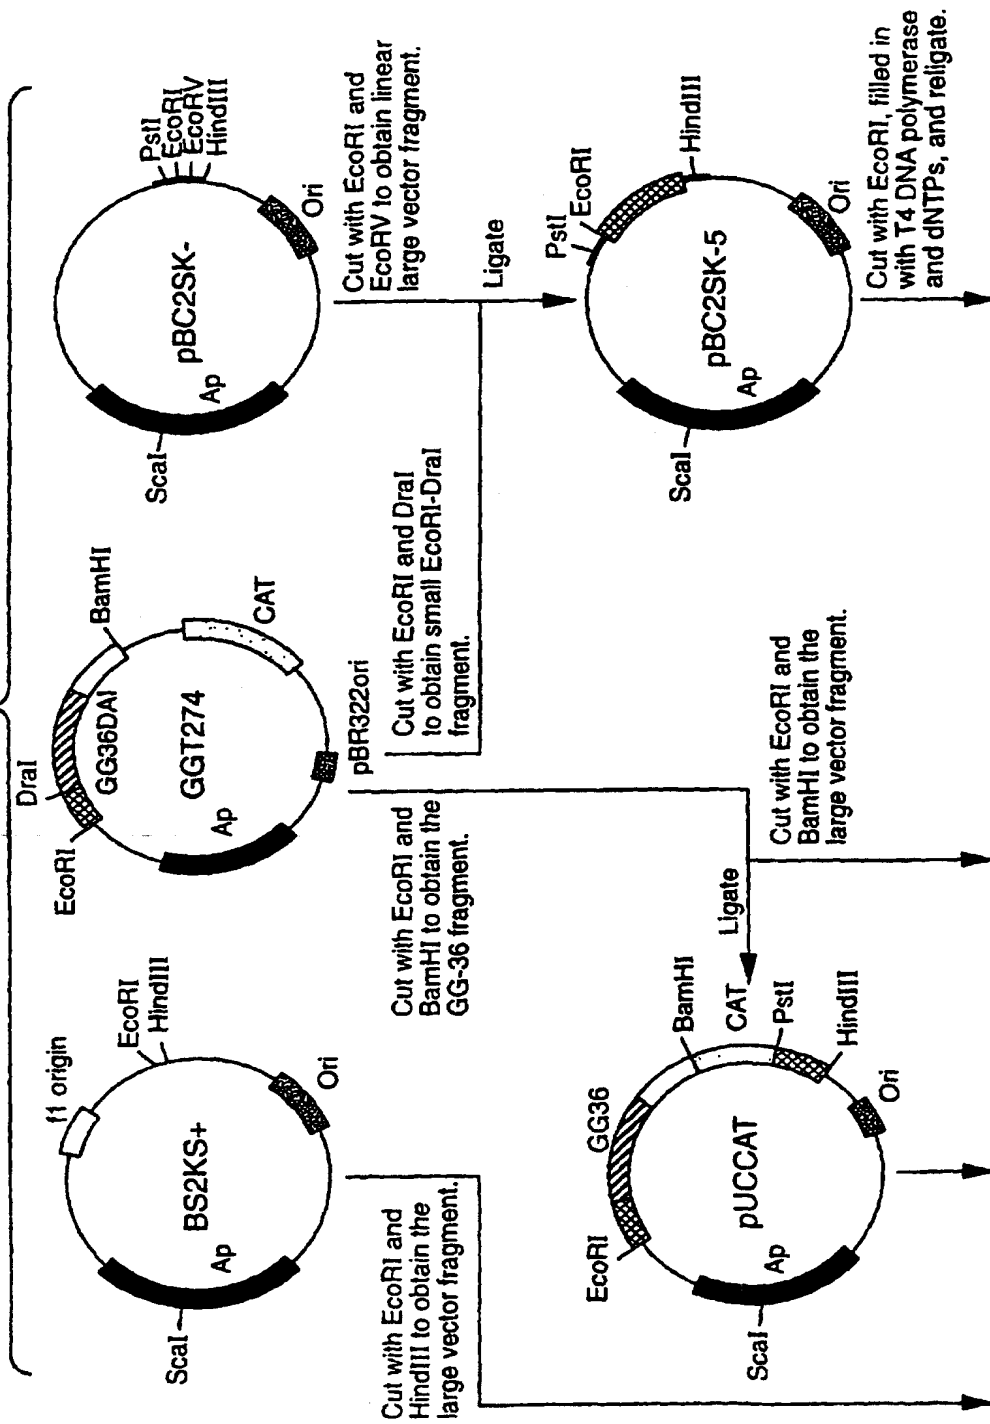 f1 origin
EcoRI
HindIII
ScaI
BS2KS+
Ap
Ori
Cut with EcoRI and
HindIII to obtain the
large vector fragment.
DraI
EcoRI
BamHI
GG36DAI
GGT274
CAT
Ap
pBR322ori
Cut with EcoRI and
BamHI to obtain the
GG-36 fragment.
Cut with EcoRI and DraI
to obtain small EcoRI-DraI
fragment.
PstI
EcoRI
EcoRV
HindIII
ScaI
pBC2SK-
Ap
Ori
Cut with EcoRI and
EcoRV to obtain linear
large vector fragment.
Ligate
GG36
EcoRI
BamHI
CAT
PstI
HindIII
ScaI
pUCCAT
Ap
Ori
Ligate
Cut with EcoRI and
BamHI to obtain the
large vector fragment.
PstI
EcoRI
HindIII
ScaI
pBC2SK-5
Ap
Ori
Cut with EcoRI, filled in
with T4 DNA polymerase
and dNTPs, and religate.